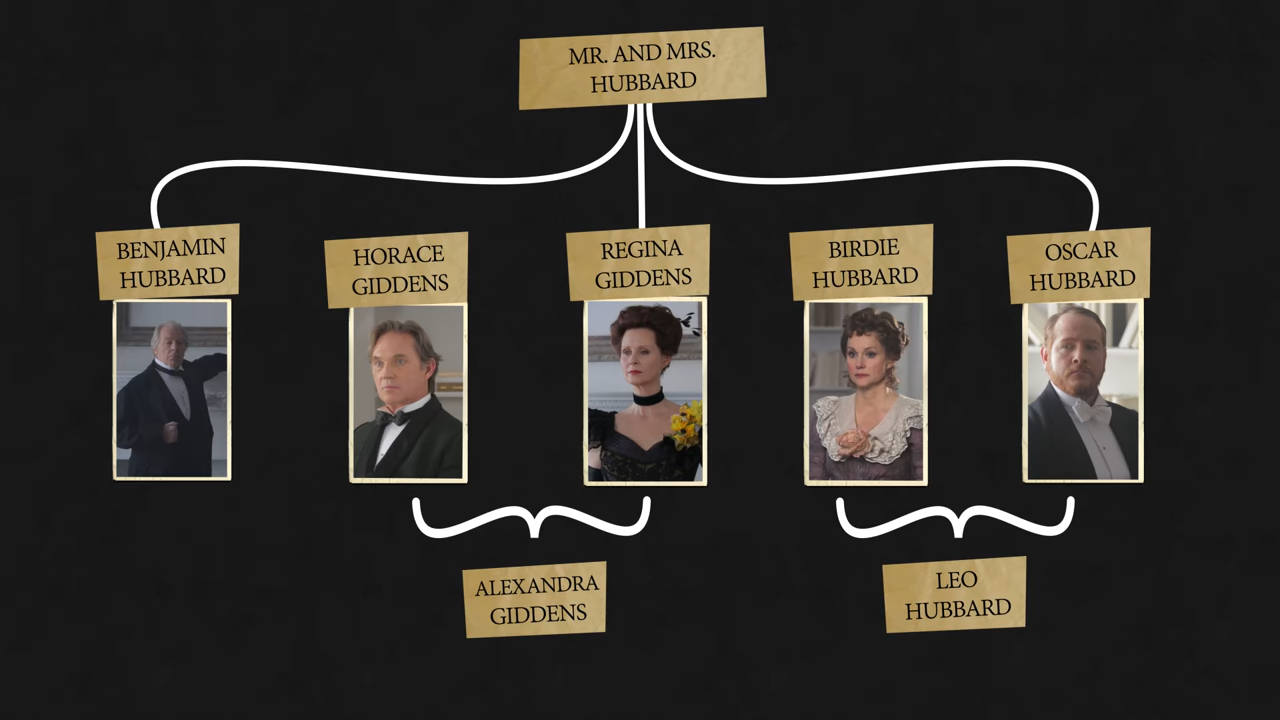 MR. AND MRS.
HUBBARD
BENJAMIN
HUBBARD
HORACE
GIDDENS
REGINA
GIDDENS
BIRDIE
HUBBARD
OSCAR
HUBBARD
ALEXANDRA
GIDDENS
LEO
HUBBARD